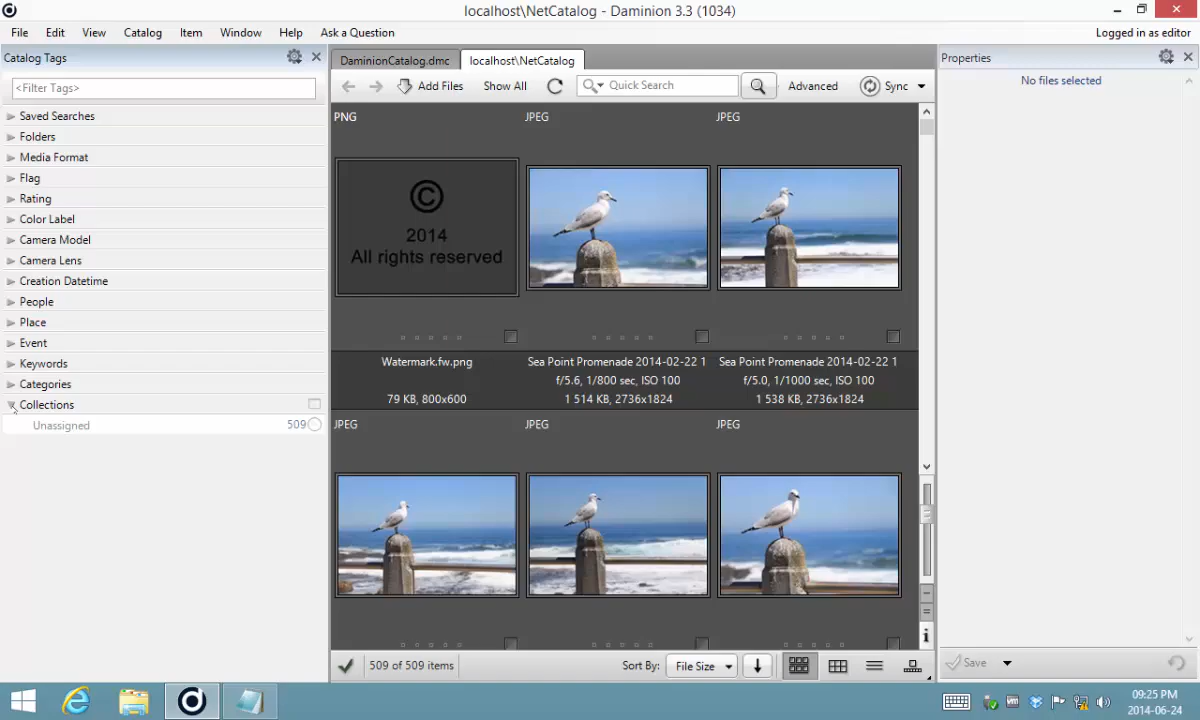 localhost\NetCatalog - Daminion 3.3 (1034)
File Edit View Catalog Item Window Help Ask a Question
Logged in as editor
Catalog Tags
<Filter Tags>
Saved Searches
Folders
Media Format
Flag
Rating
Color Label
Camera Model
Camera Lens
Creation Datetime
People
Place
Event
Keywords
Categories
Collections
Unassigned 509
DaminionCatalog.dmc localhost\NetCatalog
Add Files Show All Quick Search Advanced Sync
PNG JPEG JPEG
©
2014
All rights reserved
Watermark.fw.png Sea Point Promenade 2014-02-22 1 Sea Point Promenade 2014-02-22 1
f/5.6, 1/800 sec, ISO 100 f/5.0, 1/1000 sec, ISO 100
79 KB, 800x600 1 514 KB, 2736x1824 1 538 KB, 2736x1824
JPEG JPEG JPEG
509 of 509 items Sort By: File Size
Properties
No files selected
Save
09:25 PM
2014-06-24